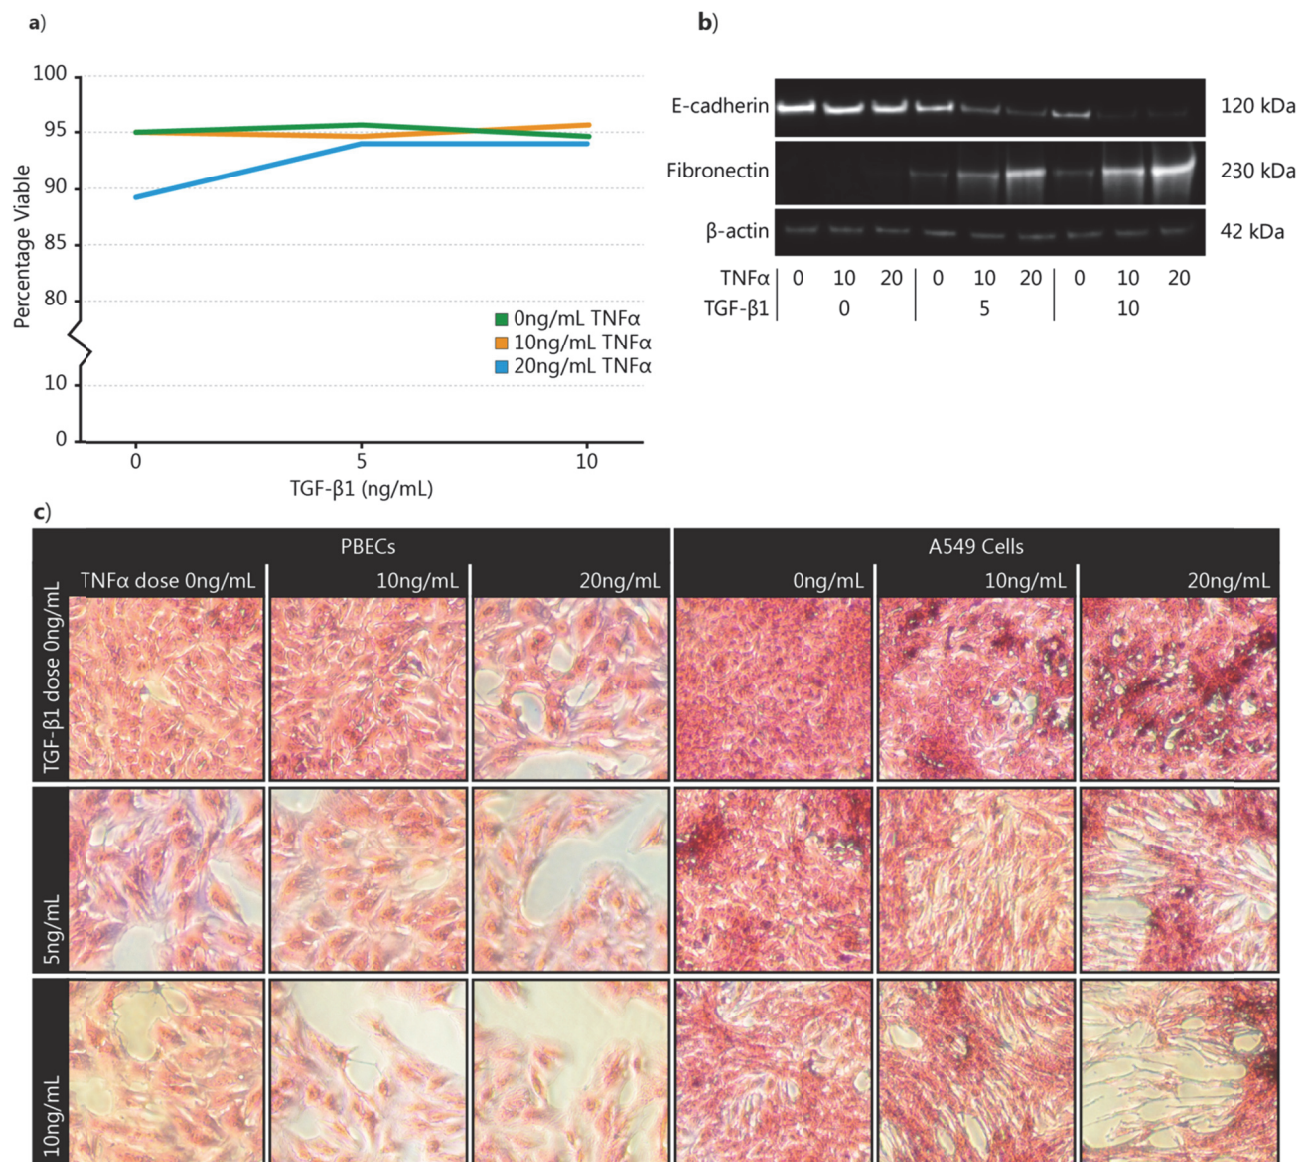 a)
100
95
90
85
80
10
0
Percentage Viable
0 5 10
TGF-β1 (ng/mL)
0ng/mL TNFα
10ng/mL TNFα
20ng/mL TNFα
b)
E-cadherin 120 kDa
Fibronectin 230 kDa
β-actin 42 kDa
TNFα 0 10 20 0 10 20 0 10 20
TGF-β1 0 5 10
c)
PBECs A549 Cells
TNFα dose 0ng/mL 10ng/mL 20ng/mL 0ng/mL 10ng/mL 20ng/mL
TGF-β1 dose 0ng/mL
5ng/mL
10ng/mL